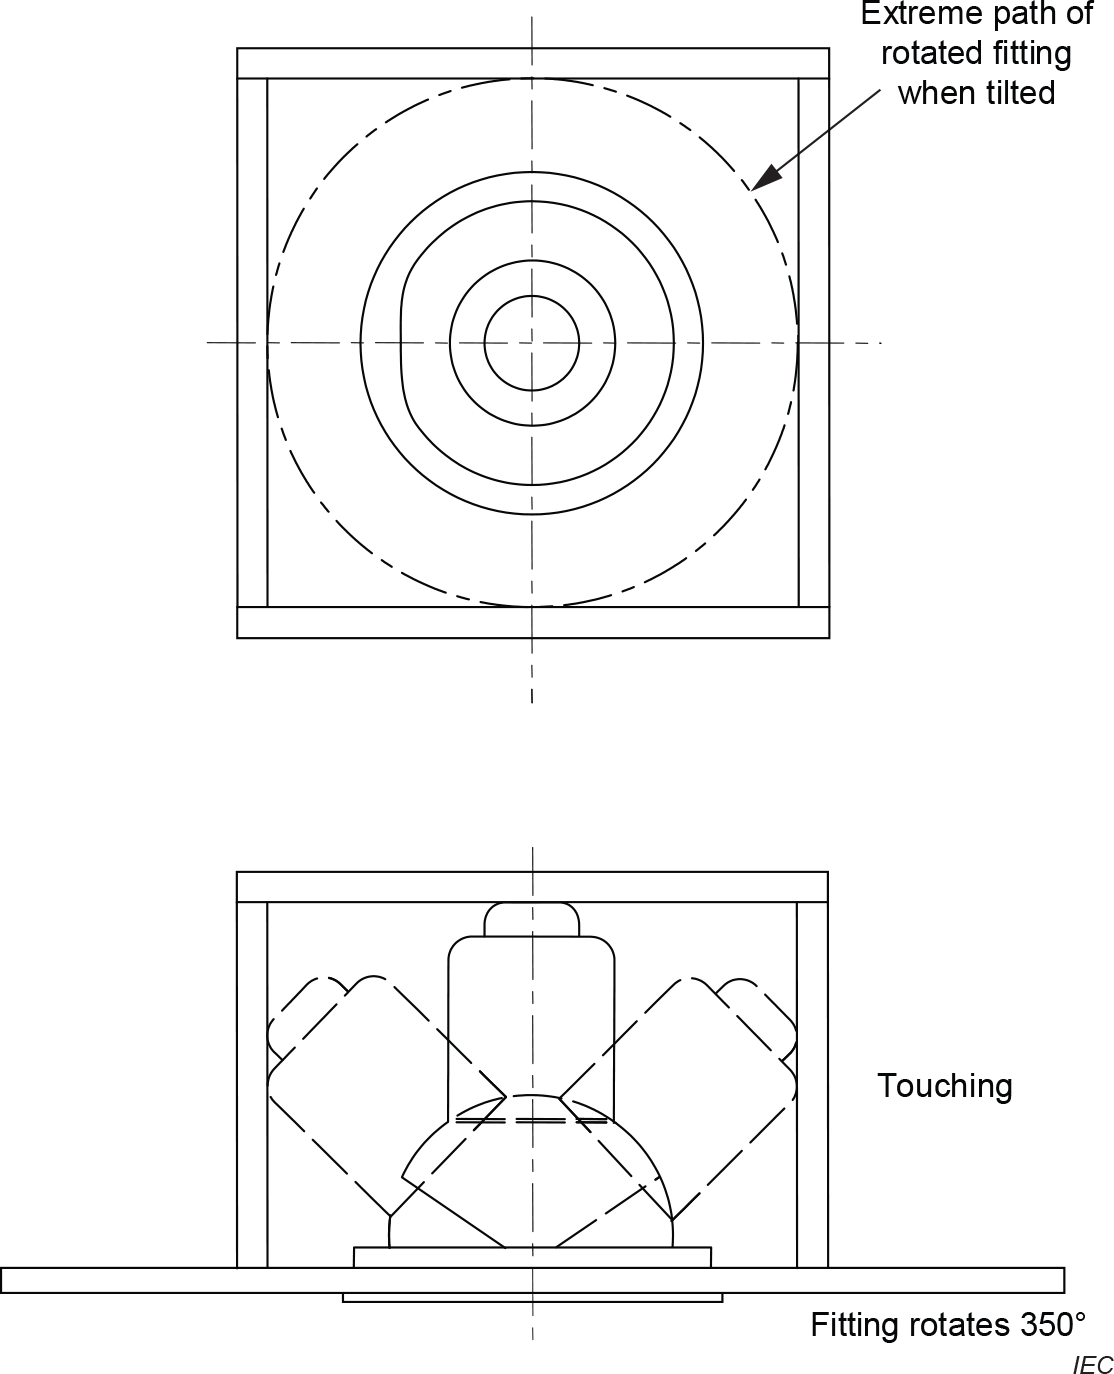 Extreme path of
rotated fitting
when tilted
Touching
Fitting rotates 350°
IEC